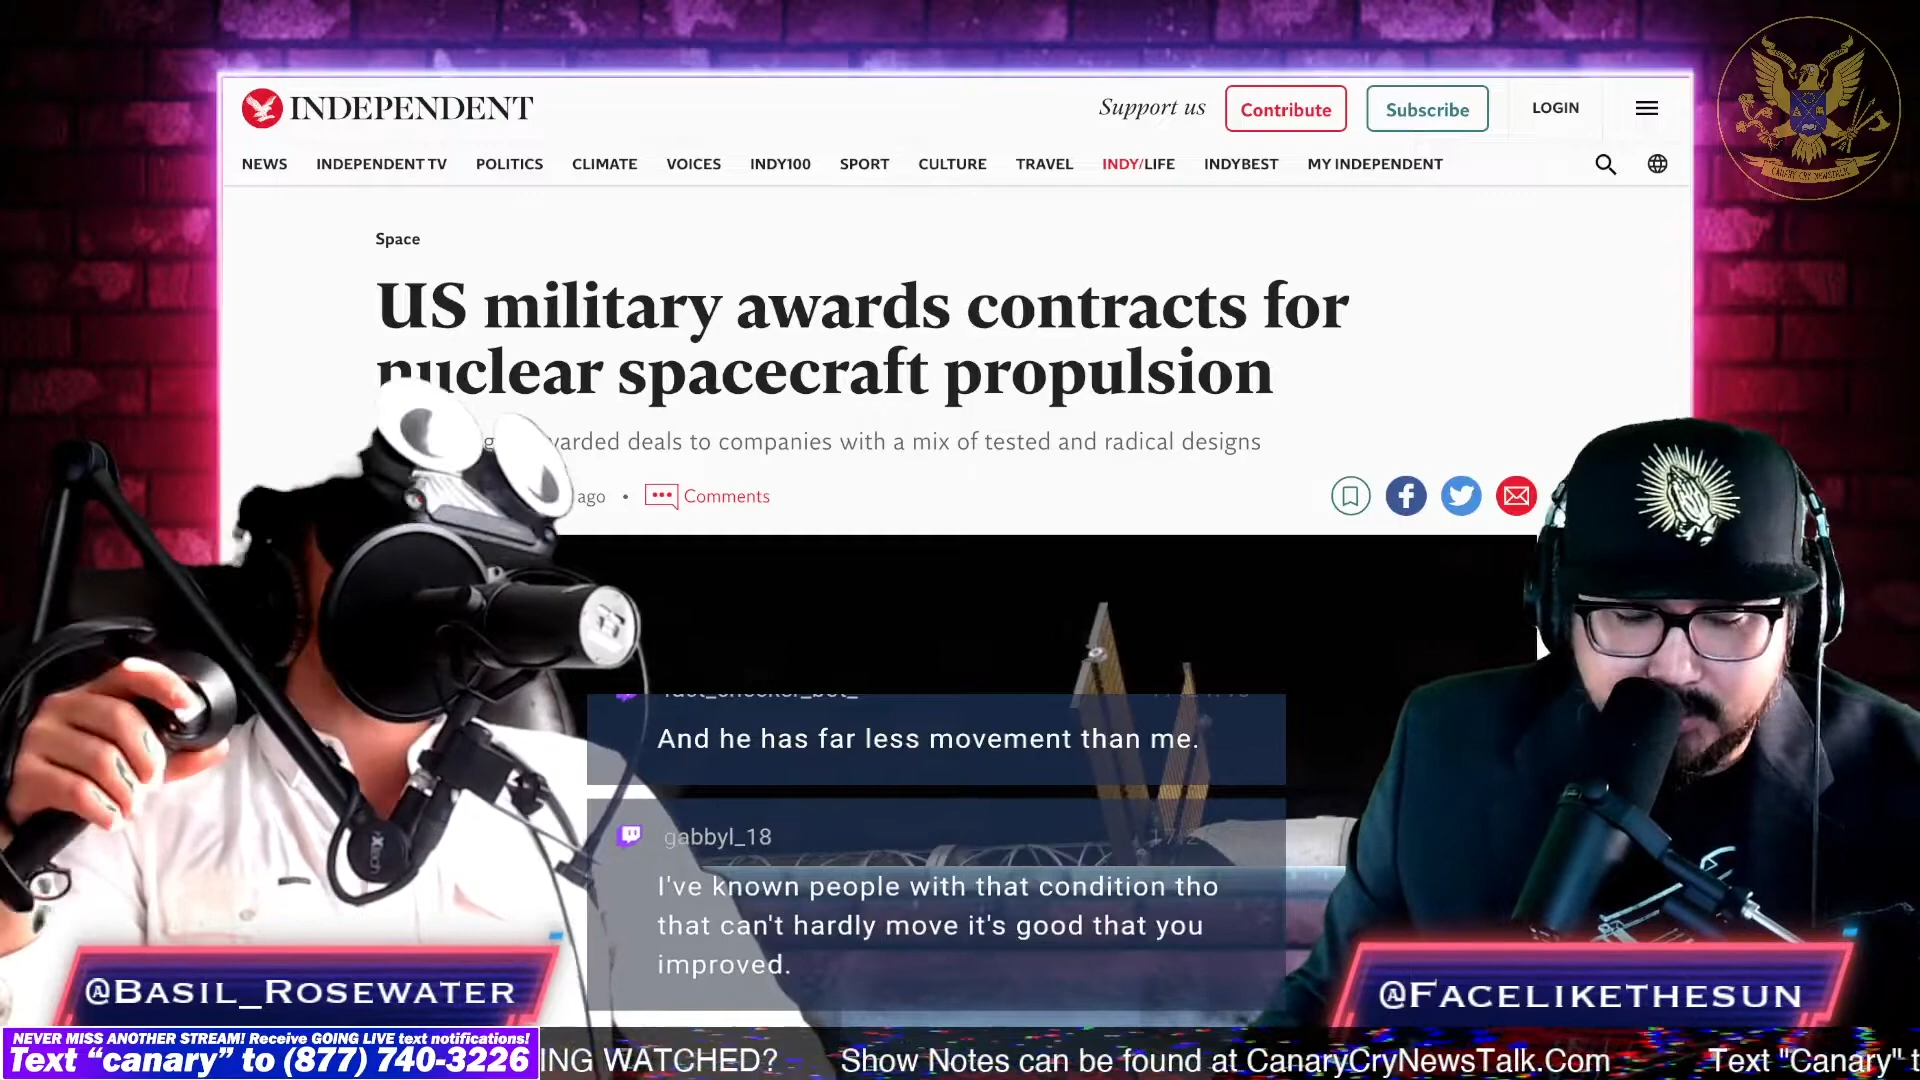 INDEPENDENT
Support us
Contribute
Subscribe
LOGIN
NEWS INDEPENDENT TV POLITICS CLIMATE VOICES INDY100 SPORT CULTURE TRAVEL INDY/LIFE INDYBEST MY INDEPENDENT
CANARY CRY NEWSTALK
Space
US military awards contracts for
nuclear spacecraft propulsion
deals to companies with a mix of tested and radical designs
ago • Comments
And he has far less movement than me.
gabbyl_18
I've known people with that condition tho
that can't hardly move it's good that you
improved.
@BASIL_ROSEWATER
@FACELIKETHESUN
NEVER MISS ANOTHER STREAM! Receive GOING LIVE text notifications!
Text “canary” to (877) 740-3226
ING WATCHED? Show Notes can be found at CanaryCryNewsTalk.Com Text "Canary" t